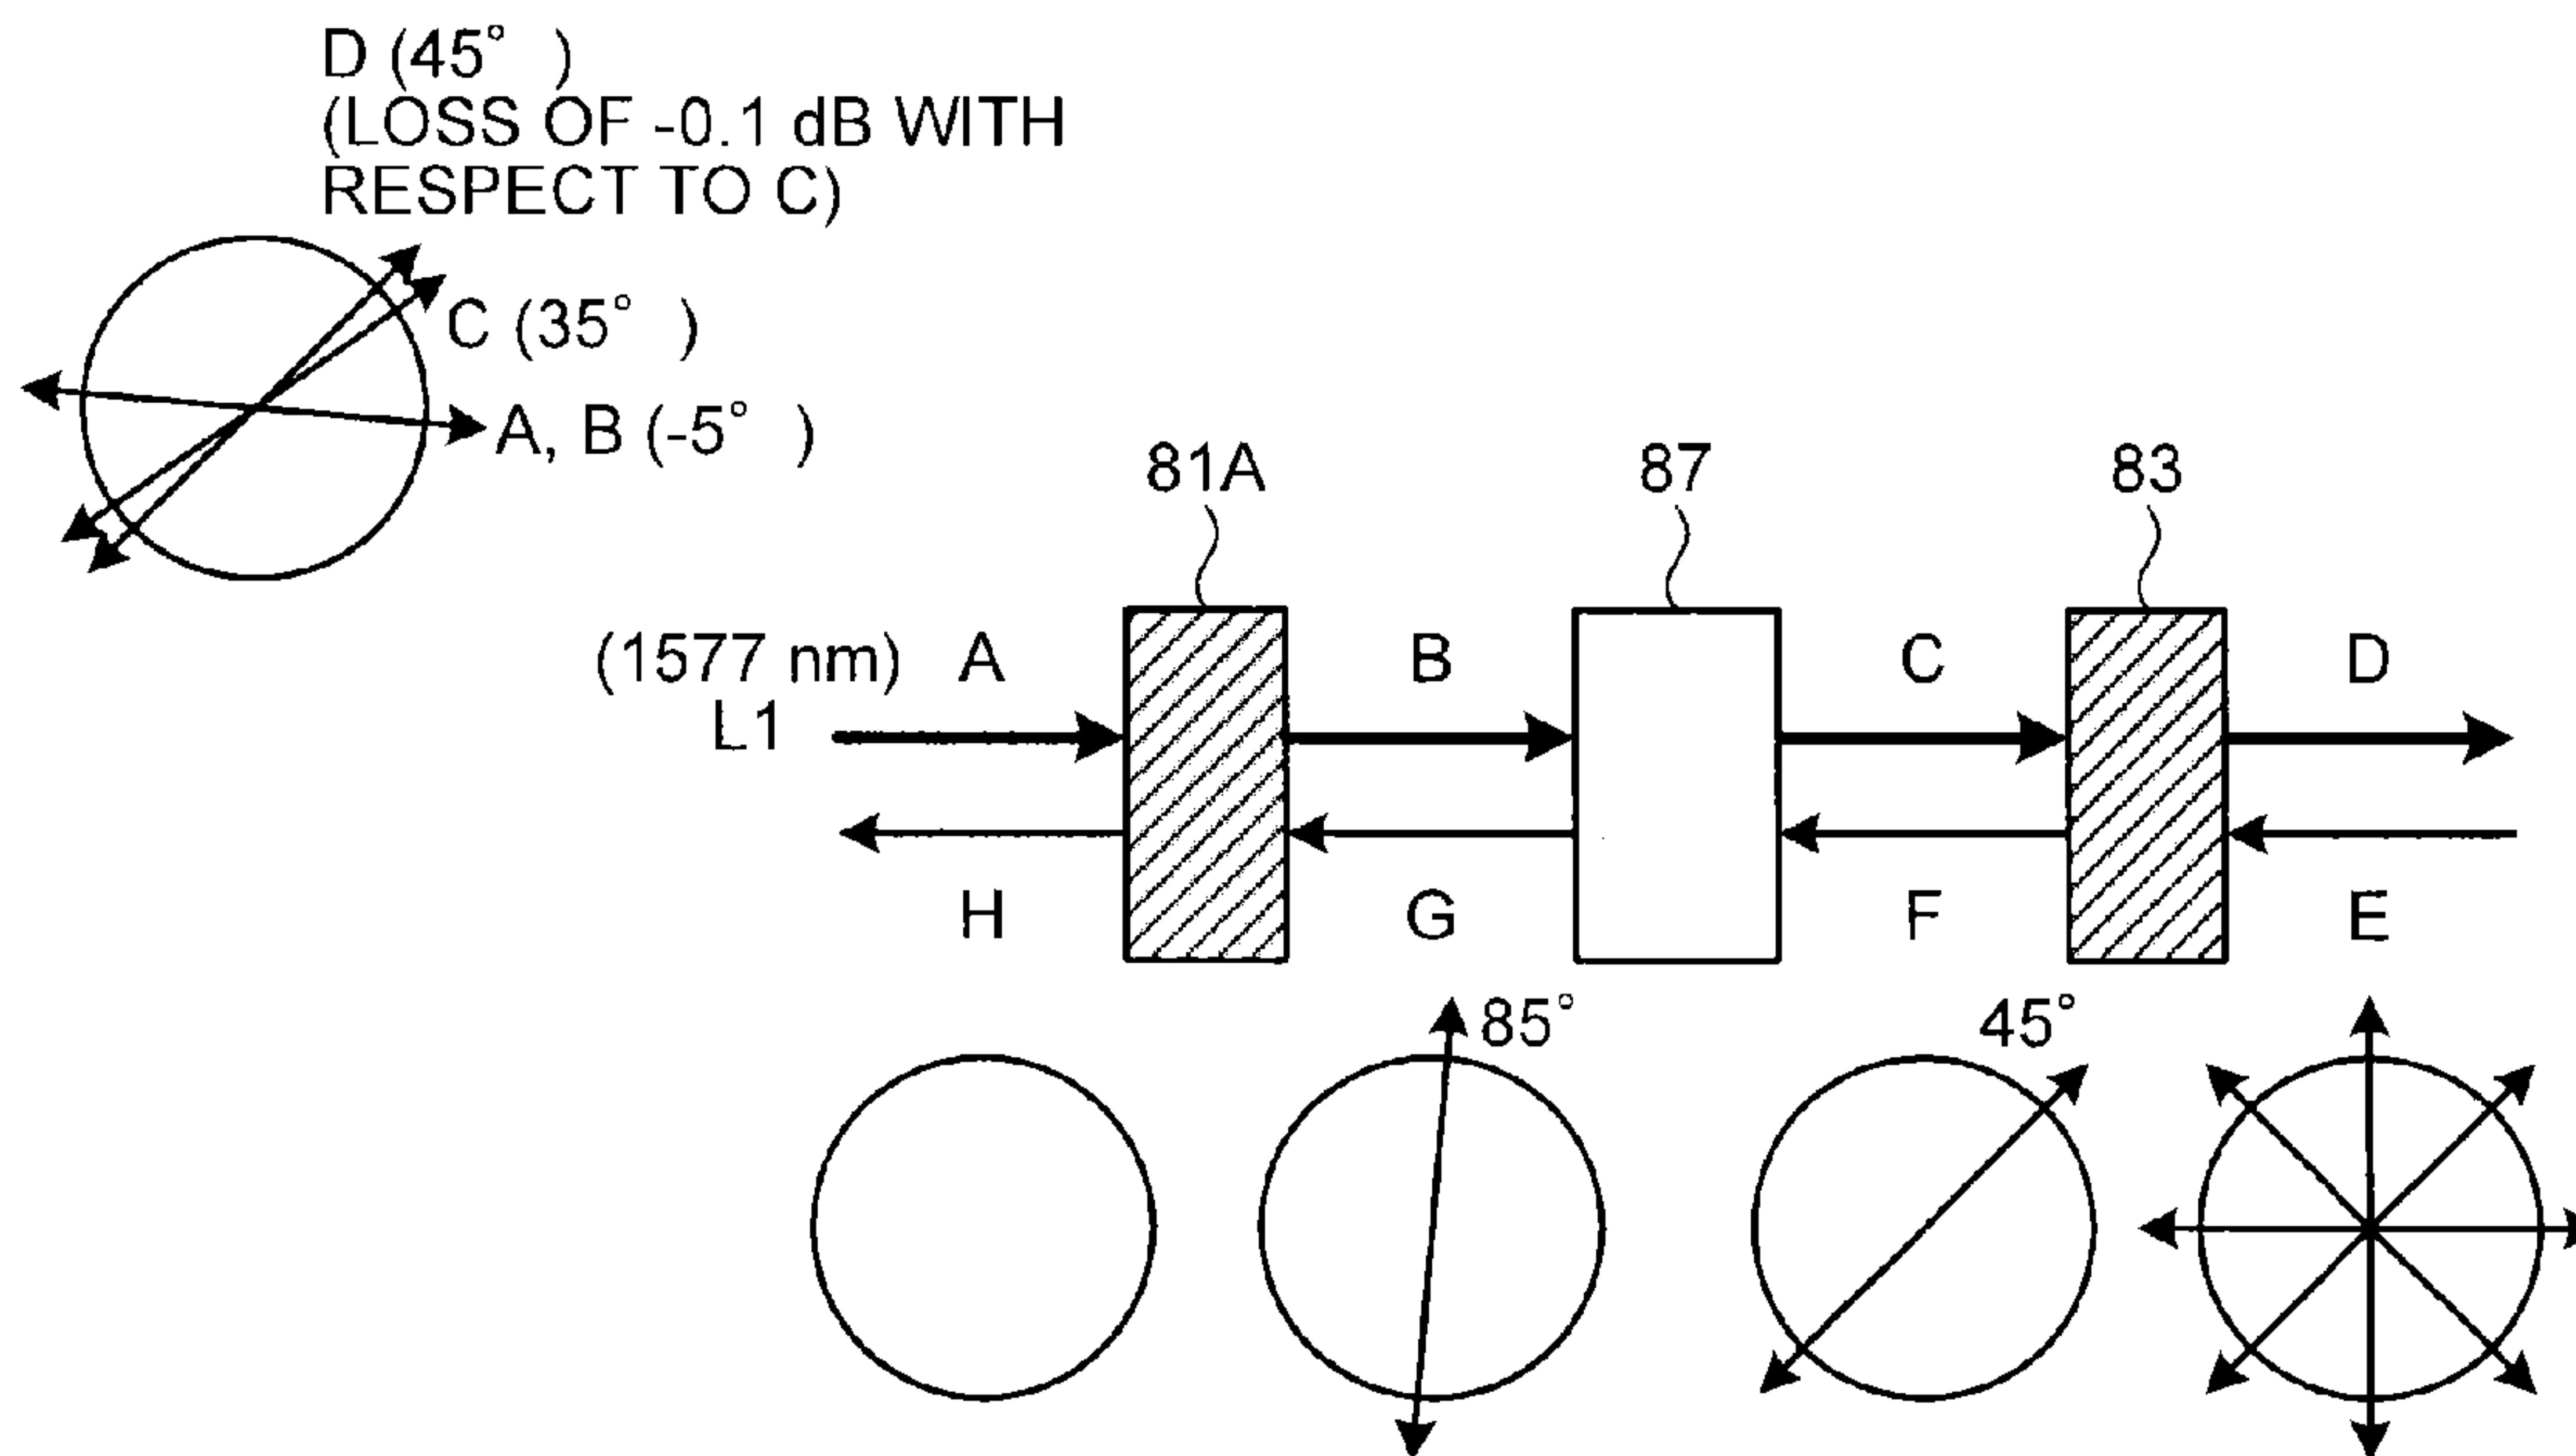 D (45° )
(LOSS OF -0.1 dB WITH
RESPECT TO C)
C (35° )
A, B (-5° )
81A
87
83
(1577 nm) A
B
C
D
L1
H
G
F
E
85°
45°